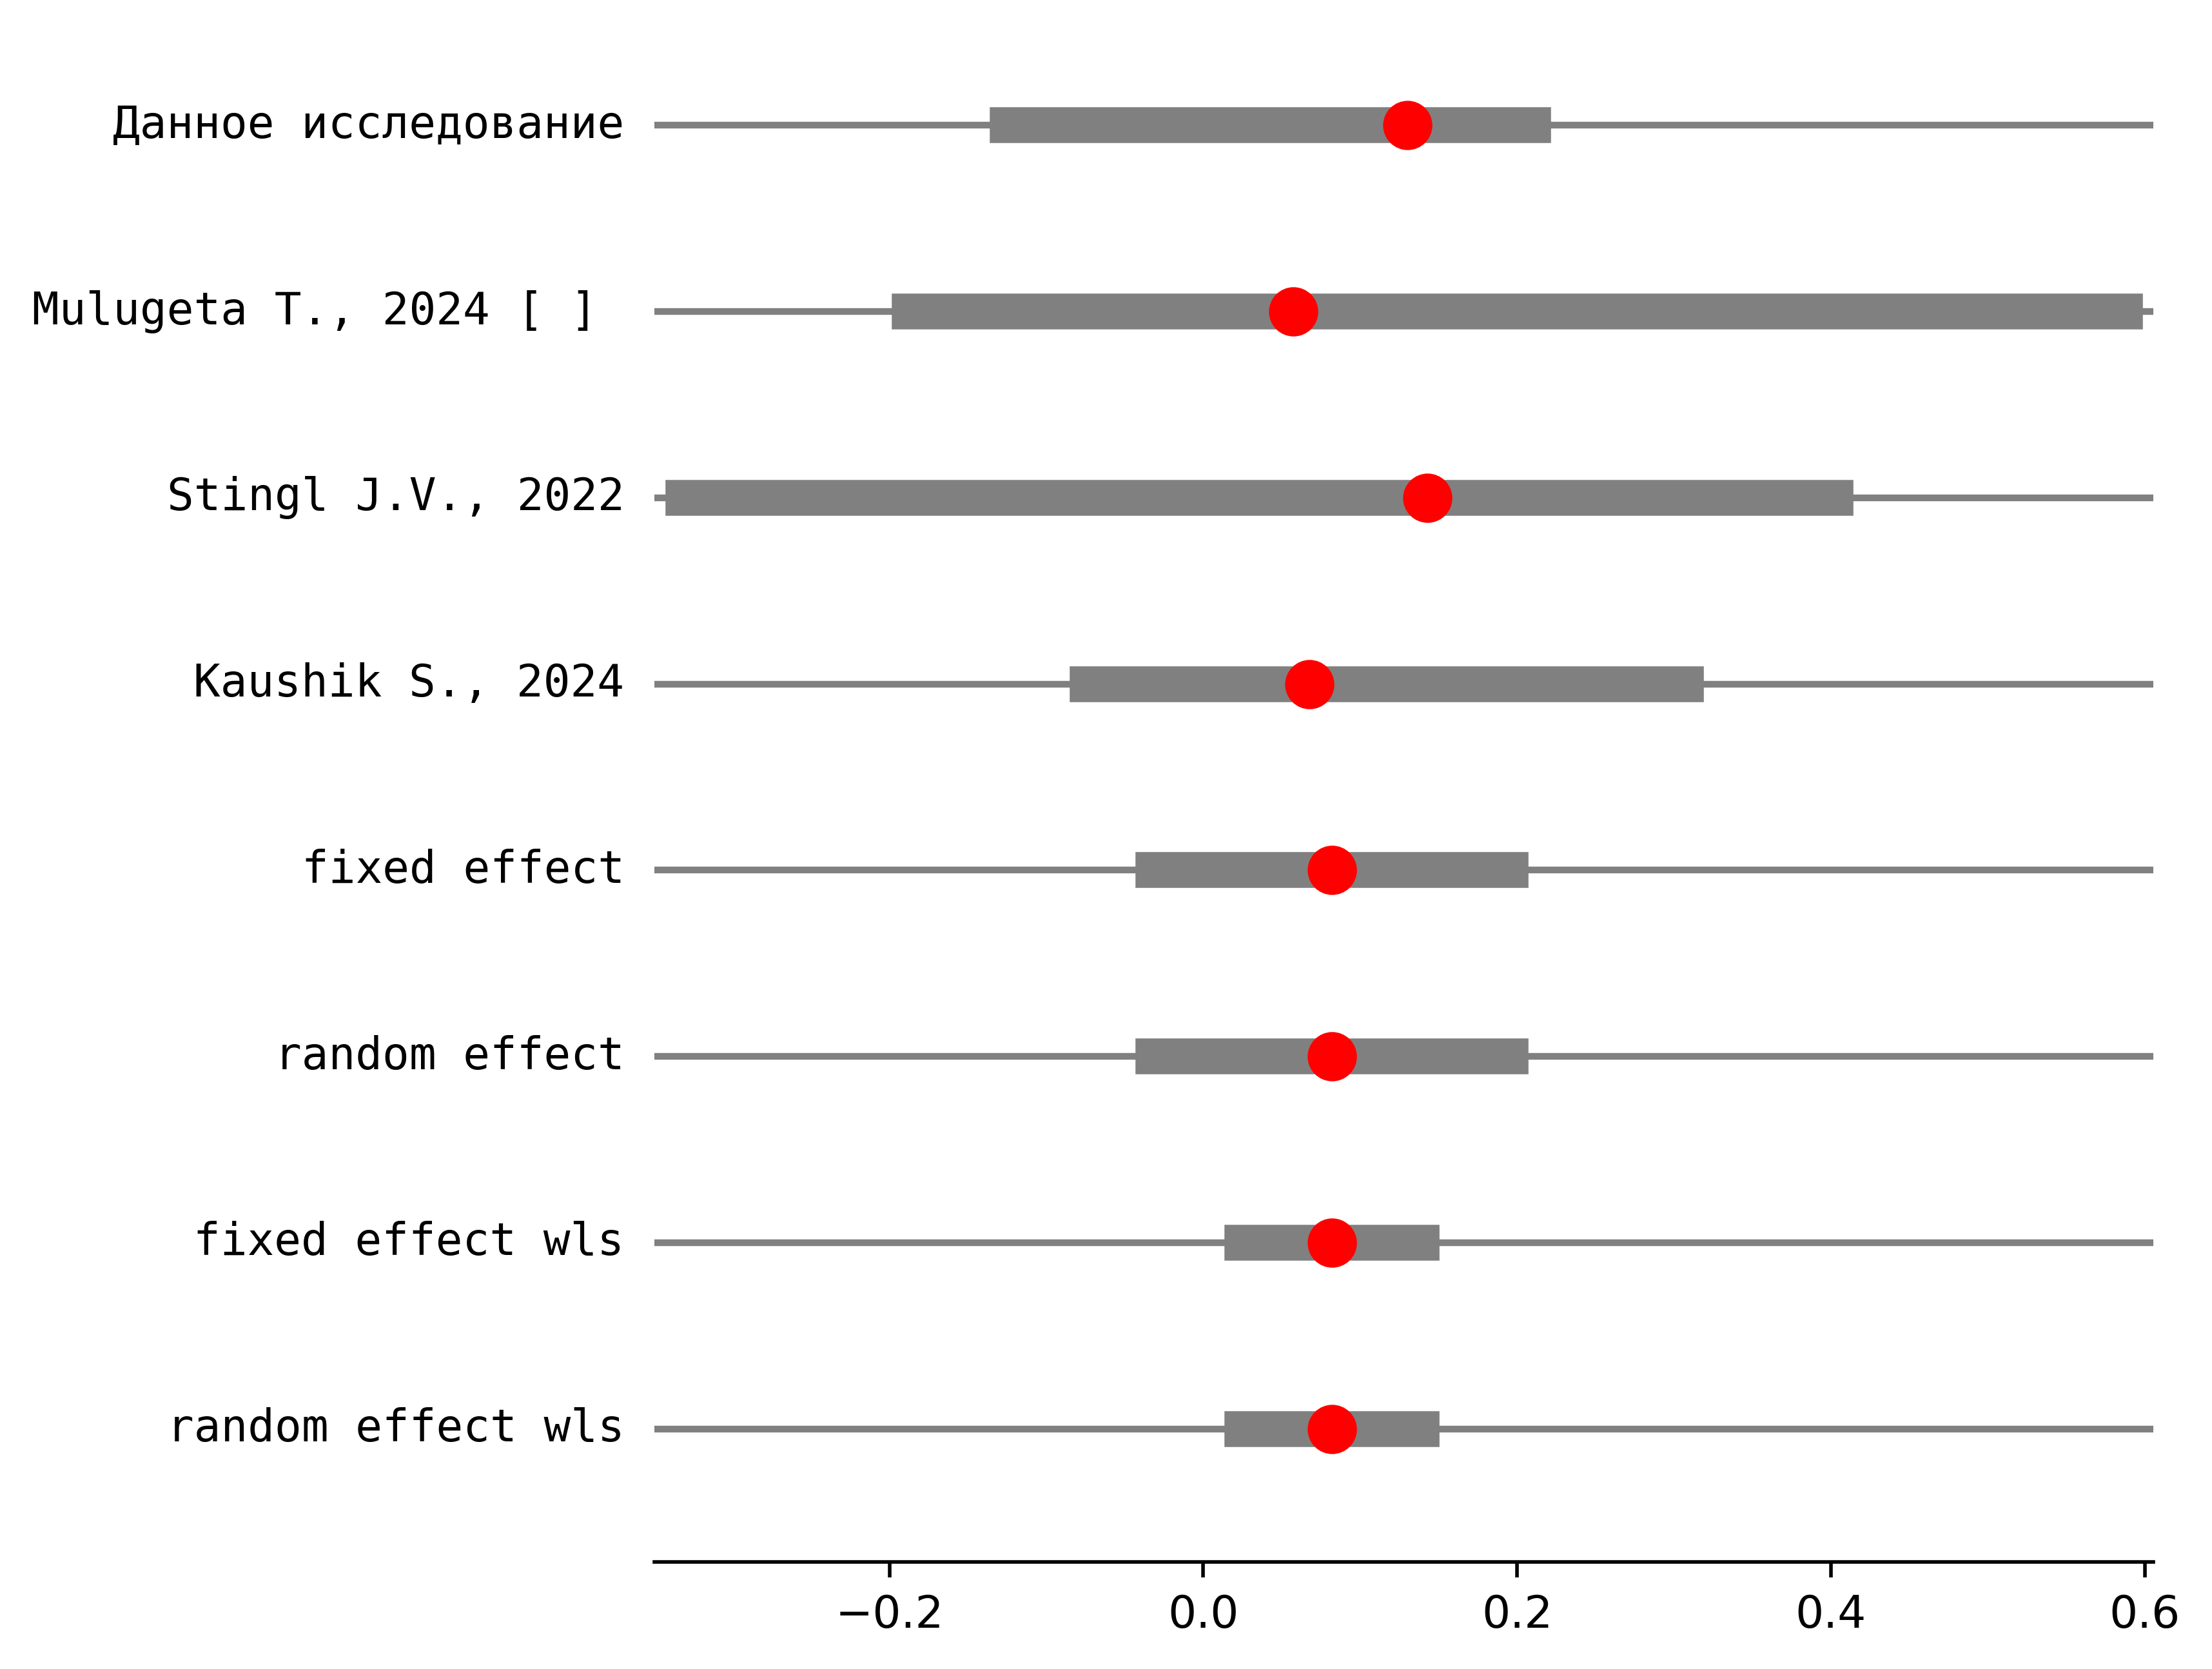 Данное исследование
Mulugeta T., 2024 [ ]
Stingl J.V., 2022
Kaushik S., 2024
fixed effect
random effect
fixed effect wls
random effect wls
−0.2 0.0 0.2 0.4 0.6